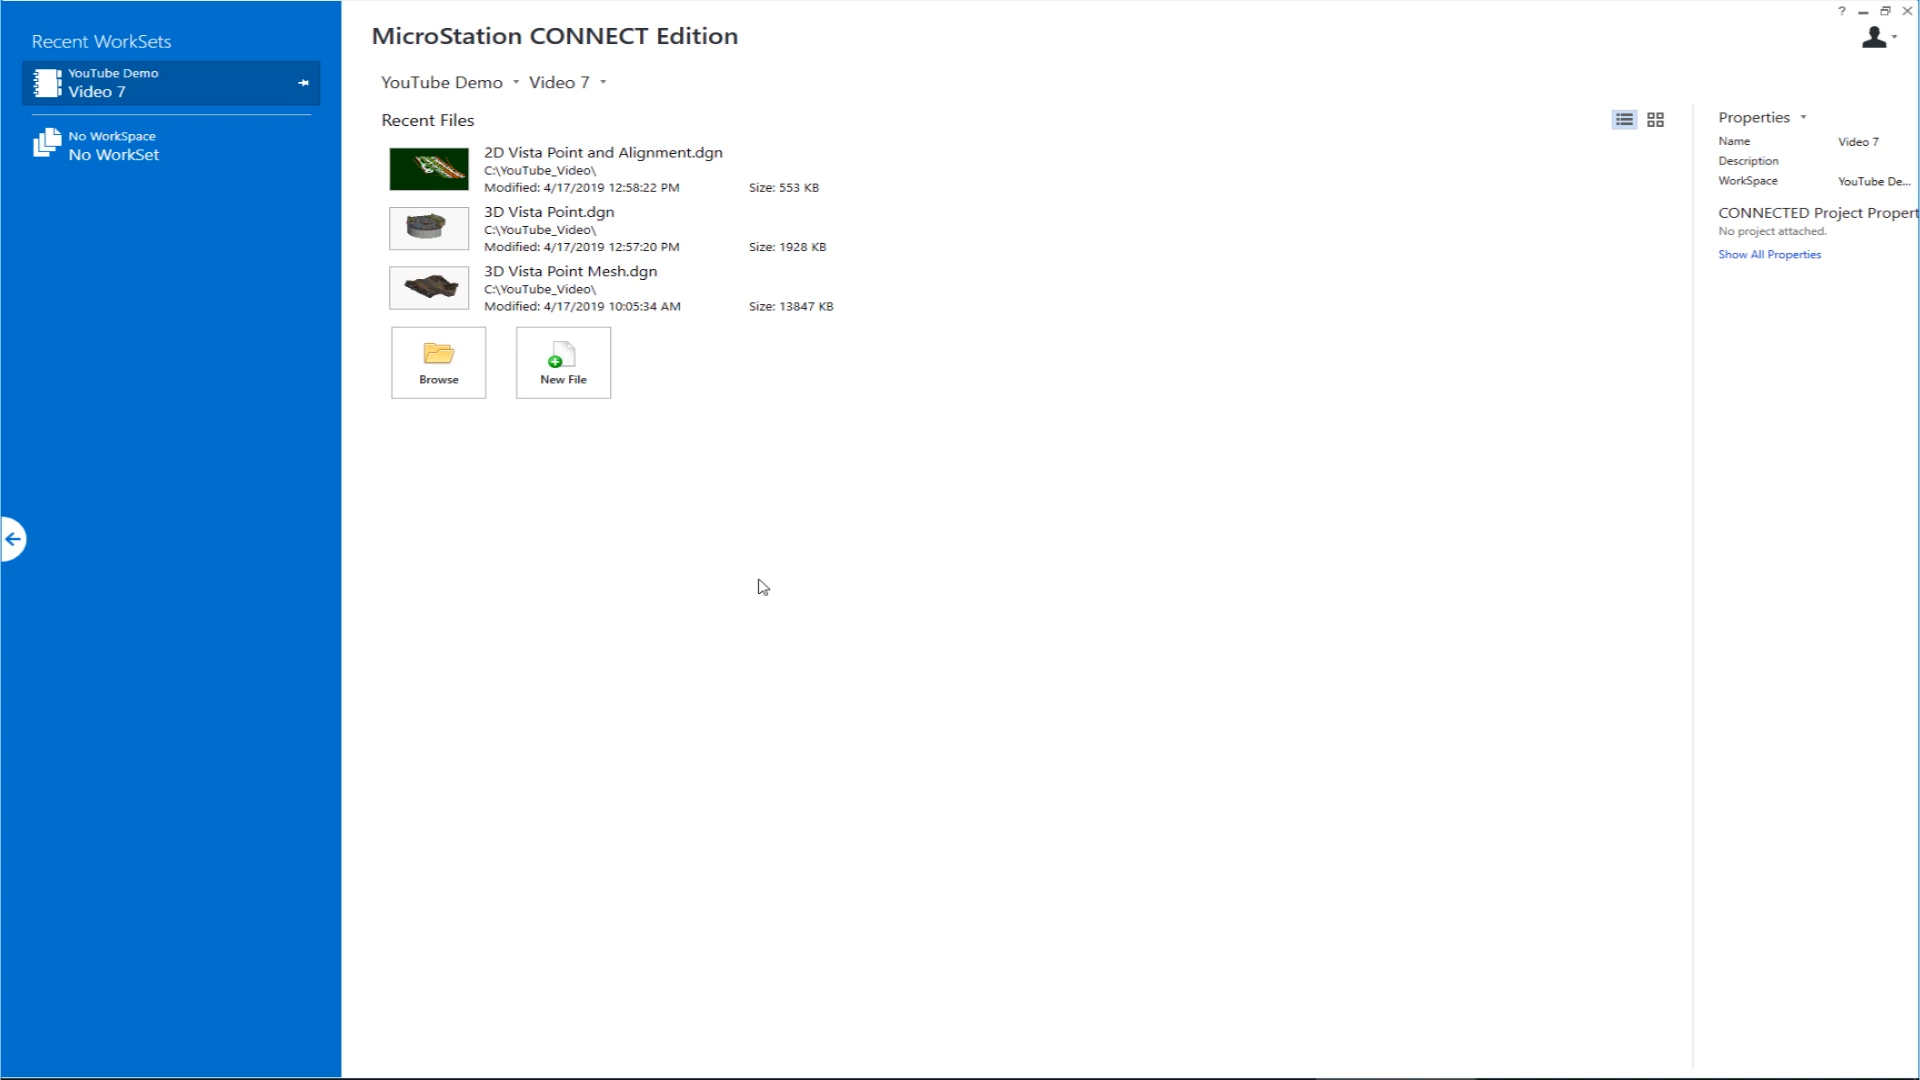 ?
Recent WorkSets
YouTube Demo
Video 7
No WorkSpace
No WorkSet
MicroStation CONNECT Edition
YouTube Demo Video 7
Recent Files
2D Vista Point and Alignment.dgn
C:\YouTube_Video\
Modified: 4/17/2019 12:58:22 PM Size: 553 KB
3D Vista Point.dgn
C:\YouTube_Video\
Modified: 4/17/2019 12:57:20 PM Size: 1928 KB
3D Vista Point Mesh.dgn
C:\YouTube_Video\
Modified: 4/17/2019 10:05:34 AM Size: 13847 KB
Browse New File
Properties
Name Video 7
Description
WorkSpace YouTube De...
CONNECTED Project Propert
No project attached.
Show All Properties